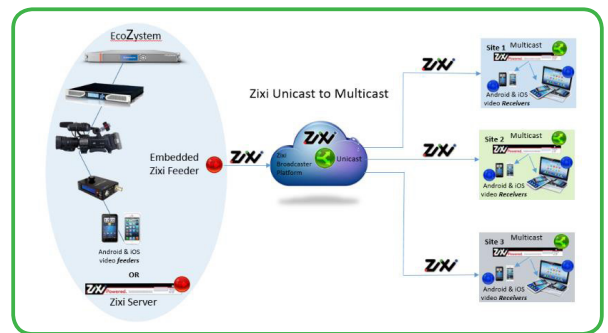 EcoZystem
Embedded
Zixi Feeder
Android & iOS
video feeders
OR
ZiXi Powered
Zixi Server
ZiXi
Zixi Unicast to Multicast
ZiXi
Zixi
Broadcaster
Platform
Unicast
ZiXi
ZiXi
ZiXi
Site 1 Multicast
Android & iOS
video Receivers
Site 2 Multicast
Android & iOS
video Receivers
Site 3 Multicast
Android & iOS
video Receivers